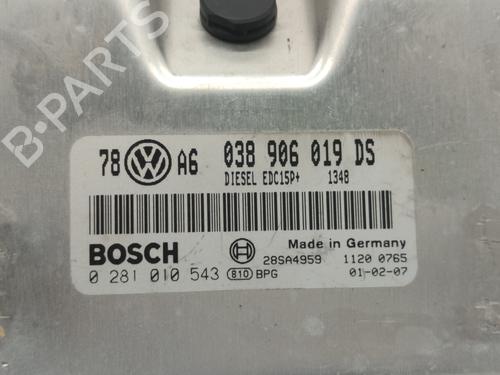 B-PARTS
78 VW A6 038 906 019 DS
DIESEL EDC15P+ 1348
BOSCH
Made in Germany
28SA4959 1120 0765
0 281 010 543 810 BPG 01-02-07